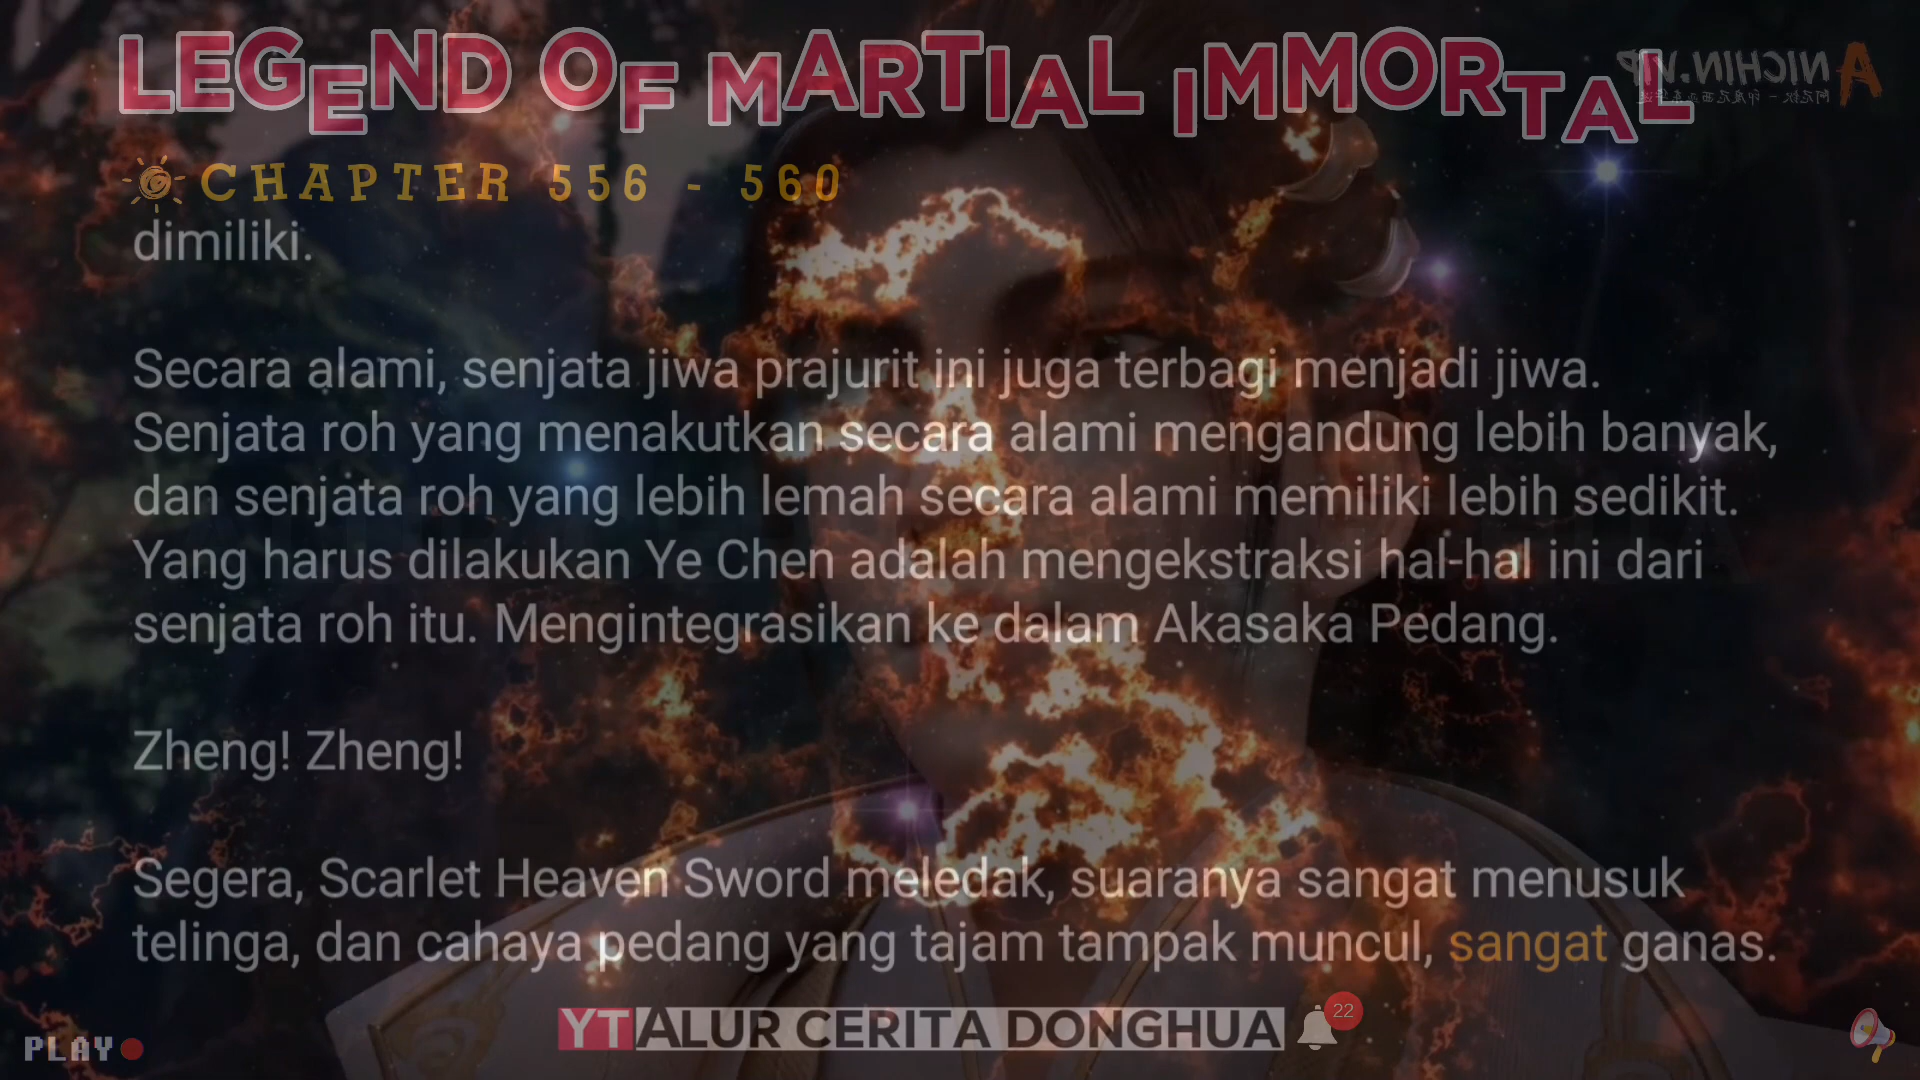 LEGEND OF MARTIAL IMMORTAL
ANICHIN.VIP
CHAPTER 556 - 560
dimiliki.
Secara alami, senjata jiwa prajurit ini juga terbagi menjadi jiwa.
Senjata roh yang menakutkan secara alami mengandung lebih banyak,
dan senjata roh yang lebih lemah secara alami memiliki lebih sedikit.
Yang harus dilakukan Ye Chen adalah mengekstraksi hal-hal ini dari
senjata roh itu. Mengintegrasikan ke dalam Akasaka Pedang.
Zheng! Zheng!
Segera, Scarlet Heaven Sword meledak, suaranya sangat menusuk
telinga, dan cahaya pedang yang tajam tampak muncul, sangat ganas.
YT ALUR CERITA DONGHUA
22
PLAY